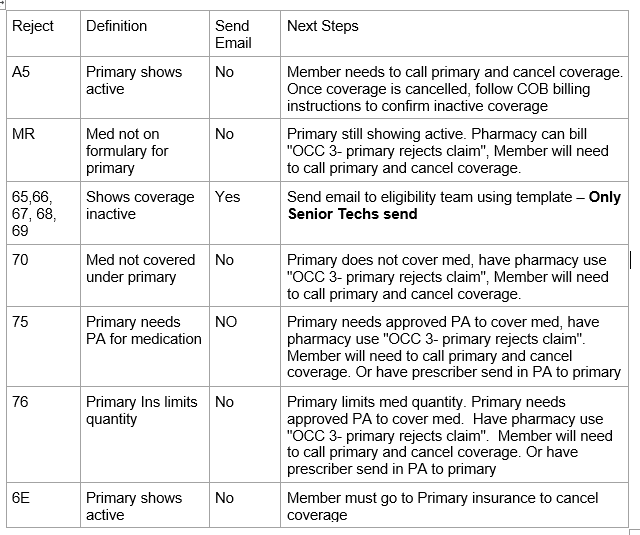 Reject Definition Send Next Steps
Email
A5 Primary shows No Member needs to call primary and cancel coverage.
active Once coverage is cancelled, follow COB billing
instructions to confirm inactive coverage
MR Med not on No Primary still showing active. Pharmacy can bill
formulary for "OCC 3- primary rejects claim", Member will need
primary to call primary and cancel coverage.
65,66, Shows coverage Yes Send email to eligibility team using template – Only
67, 68, inactive Senior Techs send
69
70 Med not covered No Primary does not cover med, have pharmacy use
under primary "OCC 3- primary rejects claim", Member will need
to call primary and cancel coverage.
75 Primary needs NO Primary needs approved PA to cover med, have
PA for medication pharmacy use "OCC 3- primary rejects claim".
Member will need to call primary and cancel
coverage. Or have prescriber send in PA to primary
76 Primary Ins limits No Primary limits med quantity. Primary needs
quantity approved PA to cover med.  Have pharmacy use
"OCC 3- primary rejects claim".  Member will need
to call primary and cancel coverage. Or have
prescriber send in PA to primary
6E Primary shows No Member must go to Primary insurance to cancel
active coverage